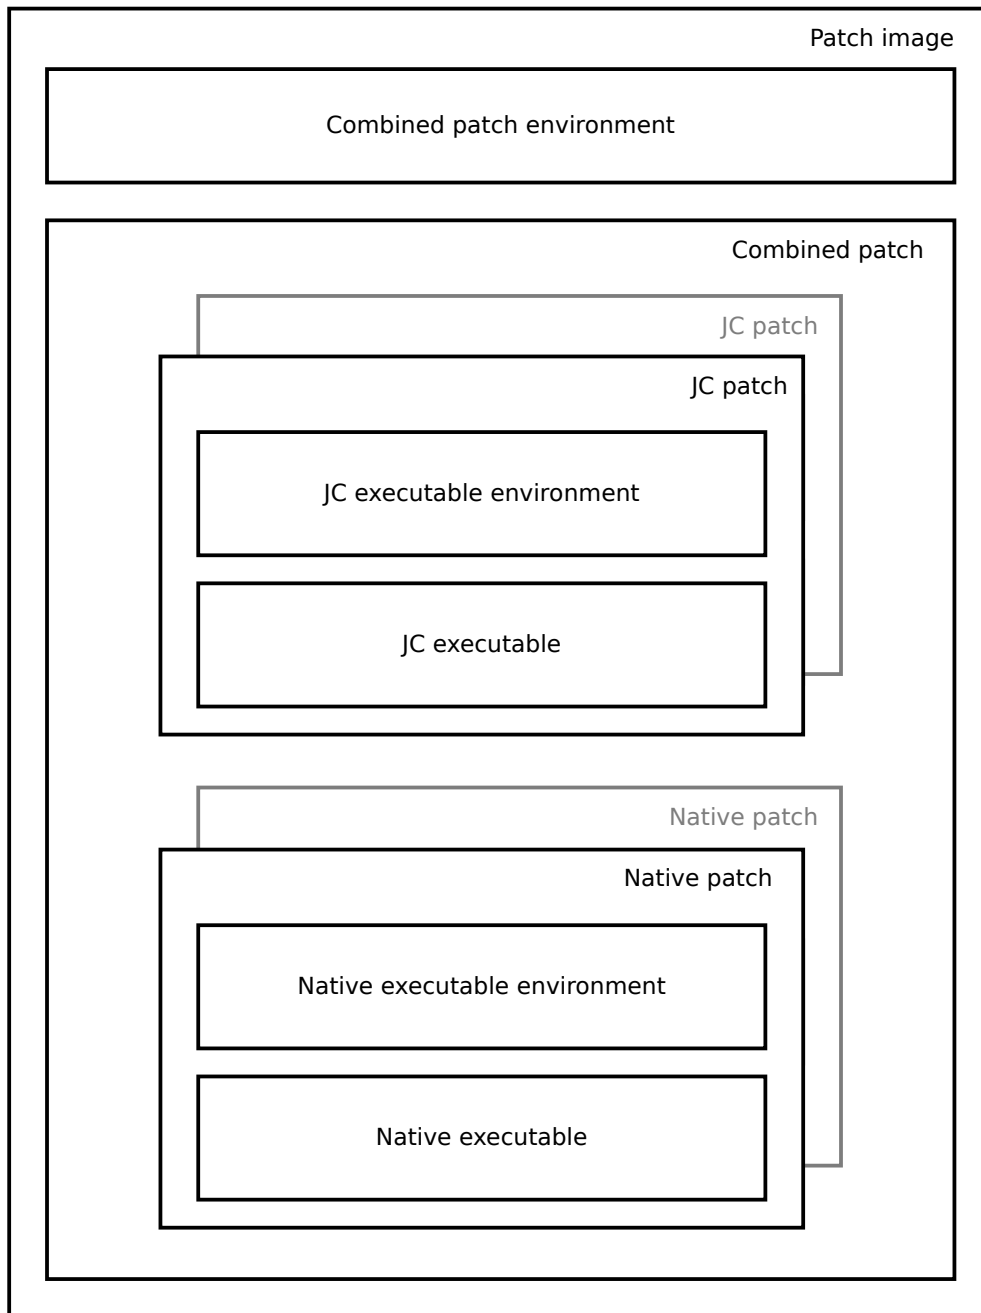 Patch image
Combined patch environment
Combined patch
JC patch
JC patch
JC executable environment
JC executable
Native patch
Native patch
Native executable environment
Native executable